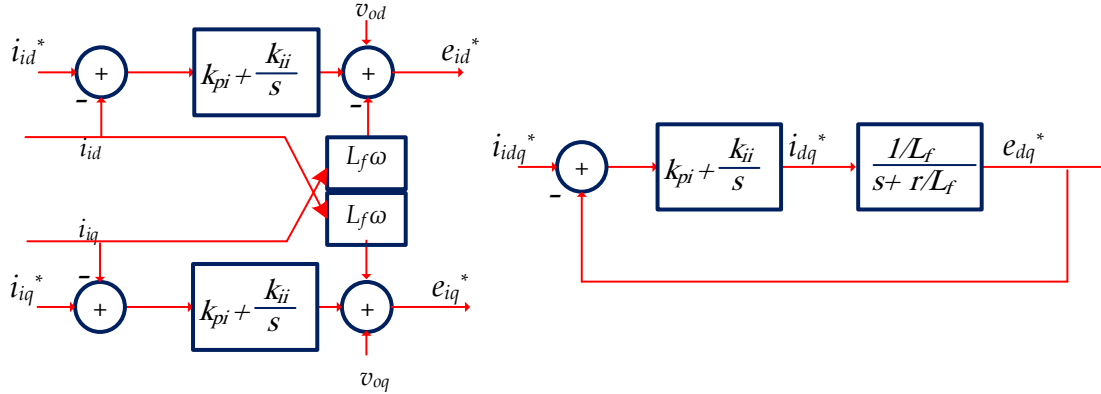 v_od
i_id* + k_pi + k_ii/s + e_id*
-
-
i_id
L_f ω
L_f ω
i_iq
-
i_iq* + k_pi + k_ii/s + e_iq*
v_oq
i_idq* + k_pi + k_ii/s i_dq* 1/L_f / s + r/L_f e_dq*
-